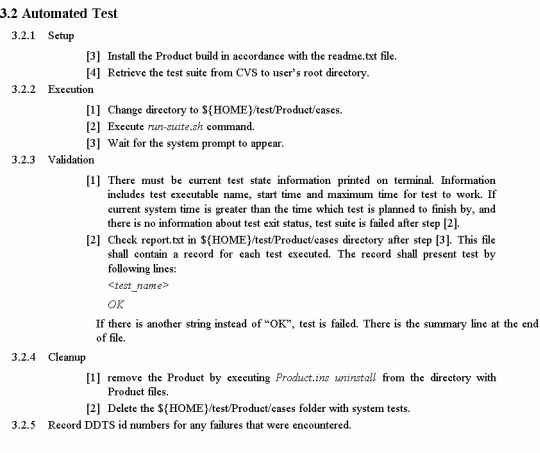 3.2 Automated Test
3.2.1 Setup
[3] Install the Product build in accordance with the readme.txt file.
[4] Retrieve the test suite from CVS to user's root directory.
3.2.2 Execution
[1] Change directory to ${HOME}/test/Product/cases.
[2] Execute run-suite.sh command.
[3] Wait for the system prompt to appear.
3.2.3 Validation
[1] There must be current test state information printed on terminal. Information
includes test executable name, start time and maximum time for test to work. If
current system time is greater than the time which test is planned to finish by, and
there is no information about test exit status, test suite is failed after step [2].
[2] Check report.txt in ${HOME}/test/Product/cases directory after step [3]. This file
shall contain a record for each test executed. The record shall present test by
following lines:
<test_name>
OK
If there is another string instead of “OK”, test is failed. There is the summary line at the end
of file.
3.2.4 Cleanup
[1] remove the Product by executing Product.ins uninstall from the directory with
Product files.
[2] Delete the ${HOME}/test/Product/cases folder with system tests.
3.2.5 Record DDTS id numbers for any failures that were encountered.